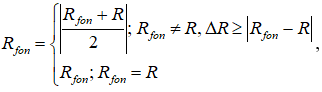 R_fon = { |(R_fon + R)/2|; R_fon ≠ R, ΔR ≥ |R_fon − R|,
R_fon; R_fon = R